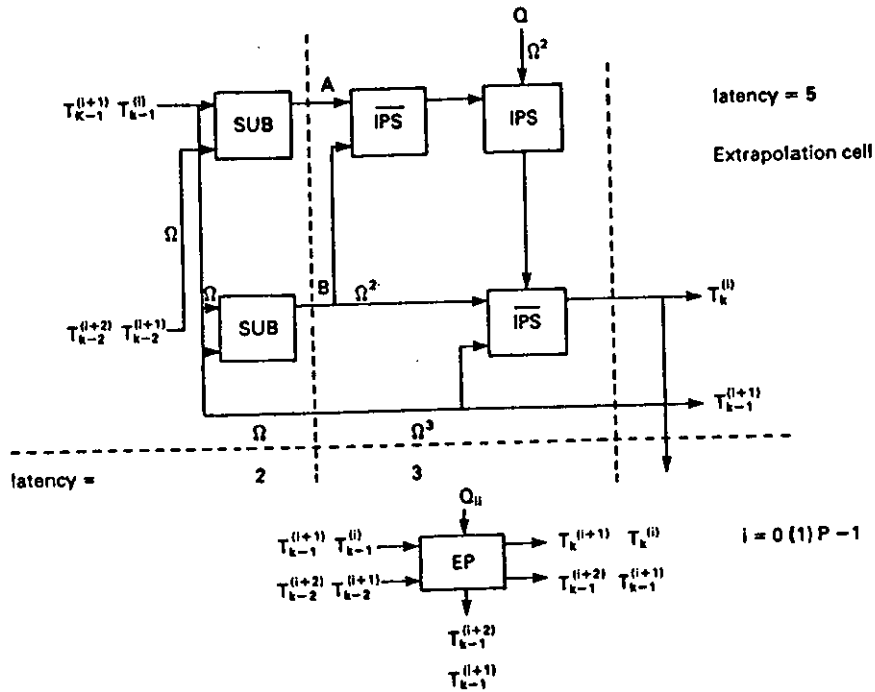 Q
Ω²
A
T_{K-1}^{(i+1)} T_{k-1}^{(i)}
SUB
IPS
IPS
latency = 5
Extrapolation cell
Ω
Ω
B
Ω²
T_{k-2}^{(i+2)} T_{k-2}^{(i+1)}
SUB
IPS
T_k^{(i)}
T_{k-1}^{(i+1)}
Ω
Ω³
latency =
2
3
Q_{ii}
T_{k-1}^{(i+1)} T_{k-1}^{(i)}
EP
T_k^{(i+1)} T_k^{(i)}
i = 0 (1) P - 1
T_{k-2}^{(i+2)} T_{k-2}^{(i+1)}
T_{k-1}^{(i+2)} T_{k-1}^{(i+1)}
T_{k-1}^{(i+2)}
T_{k-1}^{(i+1)}